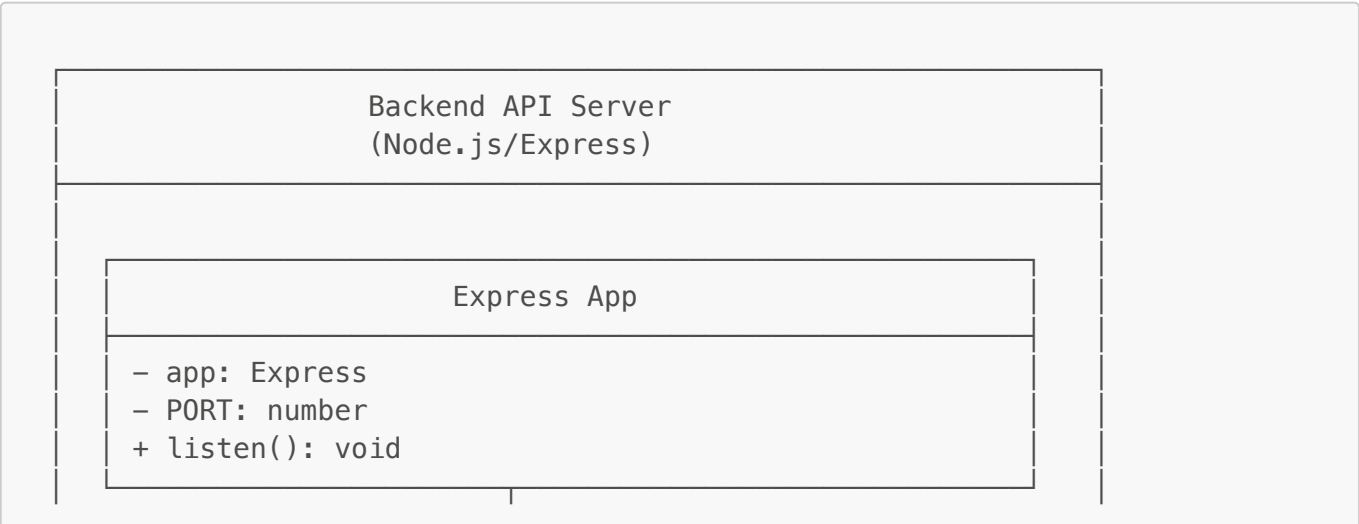 Backend API Server
(Node.js/Express)
Express App
- app: Express
- PORT: number
+ listen(): void